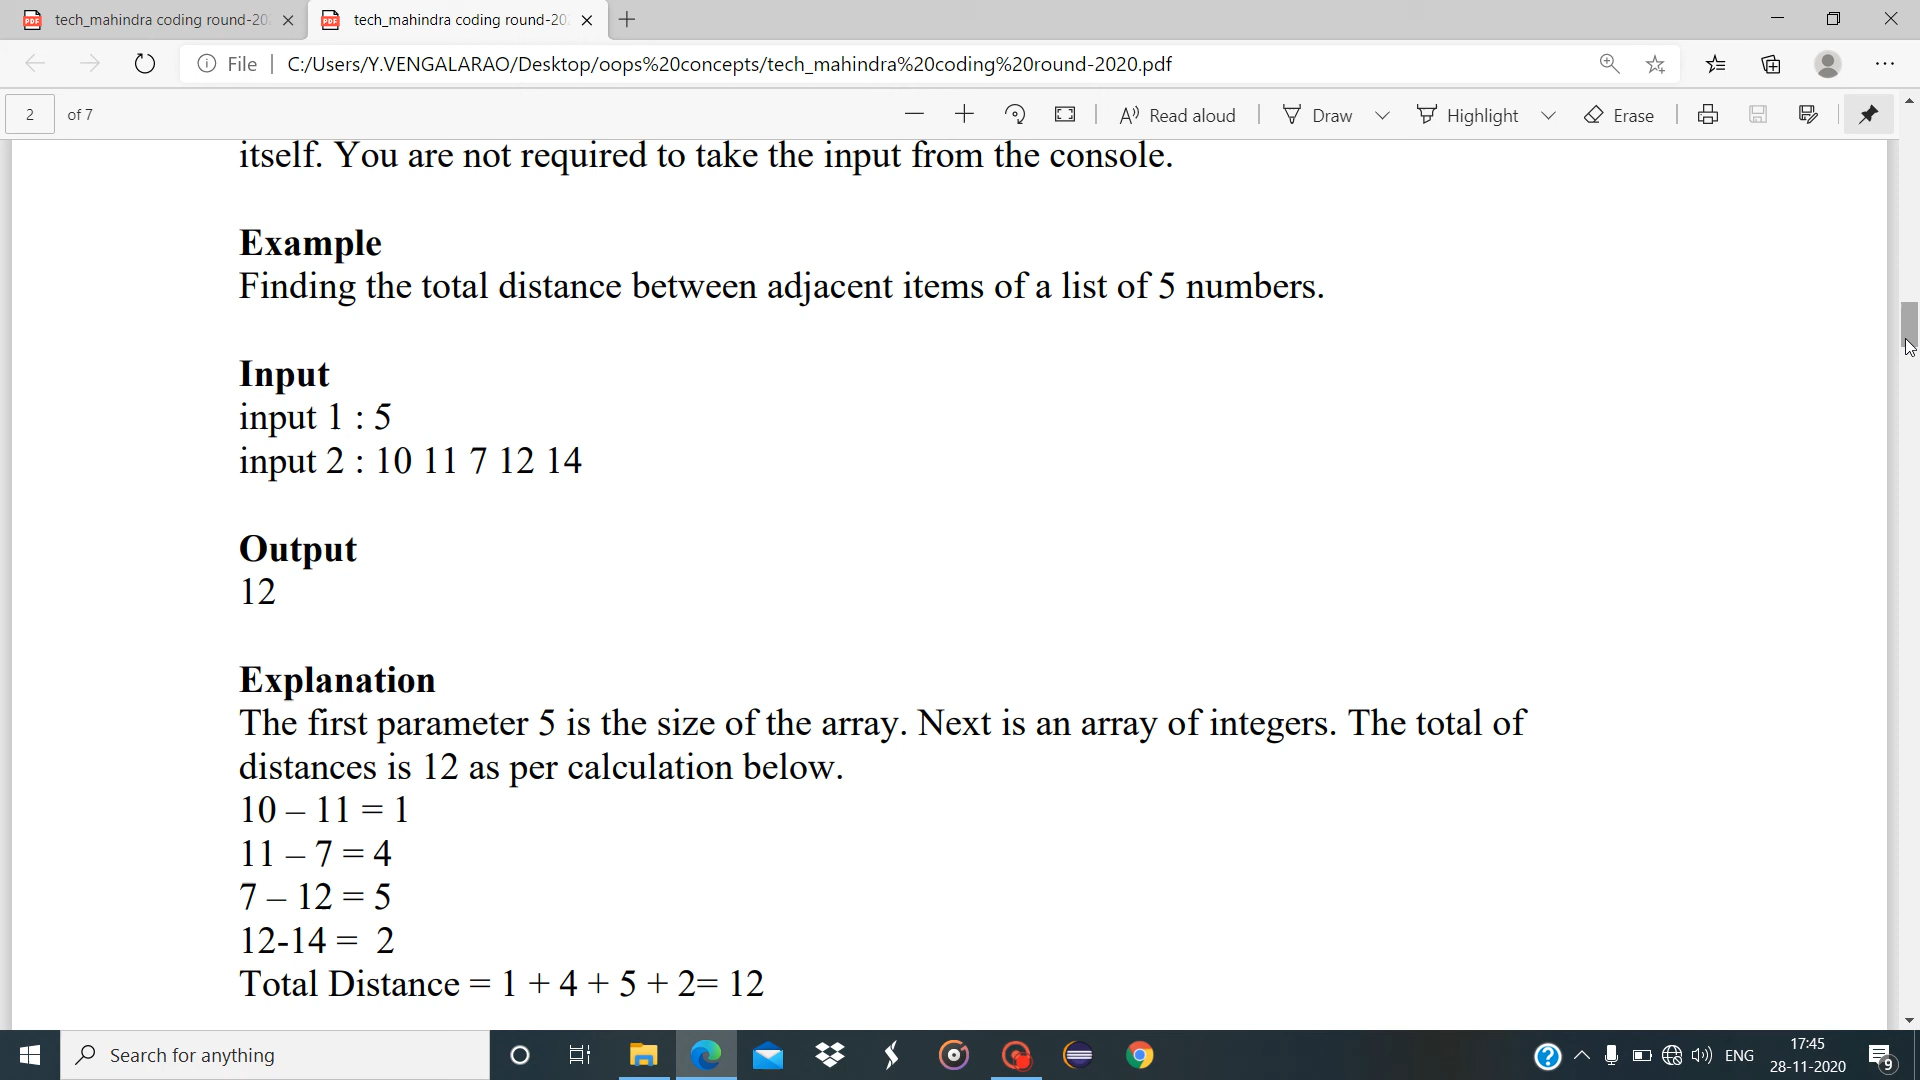 tech_mahindra coding round-20
tech_mahindra coding round-20
File
C:/Users/Y.VENGALARAO/Desktop/oops%20concepts/tech_mahindra%20coding%20round-2020.pdf
2 of 7
Read aloud
Draw
Highlight
Erase
itself. You are not required to take the input from the console.
Example
Finding the total distance between adjacent items of a list of 5 numbers.
Input
input 1 : 5
input 2 : 10 11 7 12 14
Output
12
Explanation
The first parameter 5 is the size of the array. Next is an array of integers. The total of
distances is 12 as per calculation below.
10 – 11 = 1
11 – 7 = 4
7 – 12 = 5
12-14 =  2
Total Distance = 1 + 4 + 5 + 2= 12
Search for anything
ENG
17:45
28-11-2020
9